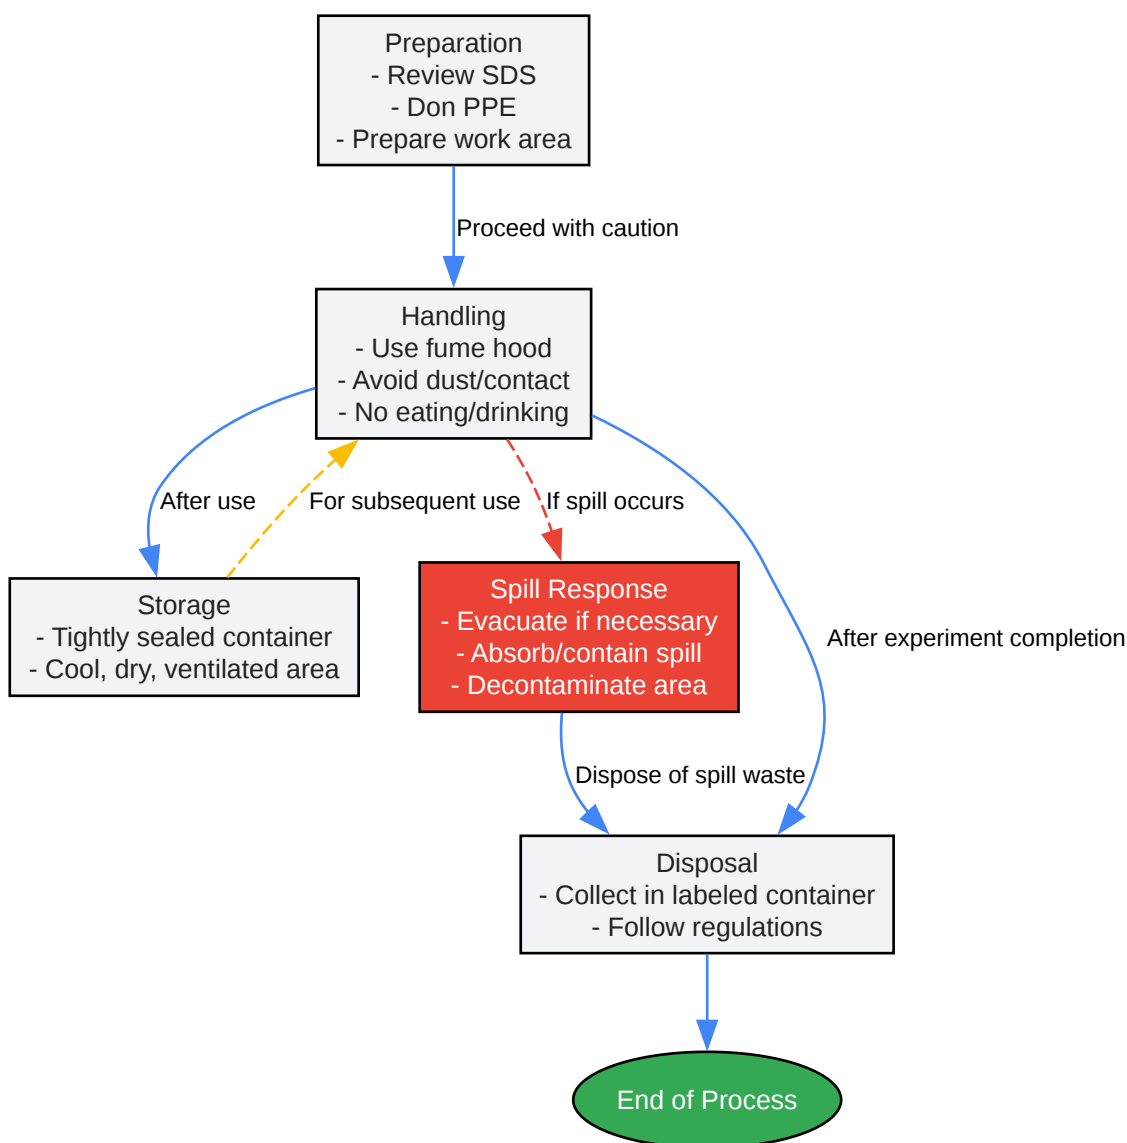 Preparation
- Review SDS
- Don PPE
- Prepare work area
Proceed with caution
Handling
- Use fume hood
- Avoid dust/contact
- No eating/drinking
After use
For subsequent use
If spill occurs
Storage
- Tightly sealed container
- Cool, dry, ventilated area
Spill Response
- Evacuate if necessary
- Absorb/contain spill
- Decontaminate area
After experiment completion
Dispose of spill waste
Disposal
- Collect in labeled container
- Follow regulations
End of Process